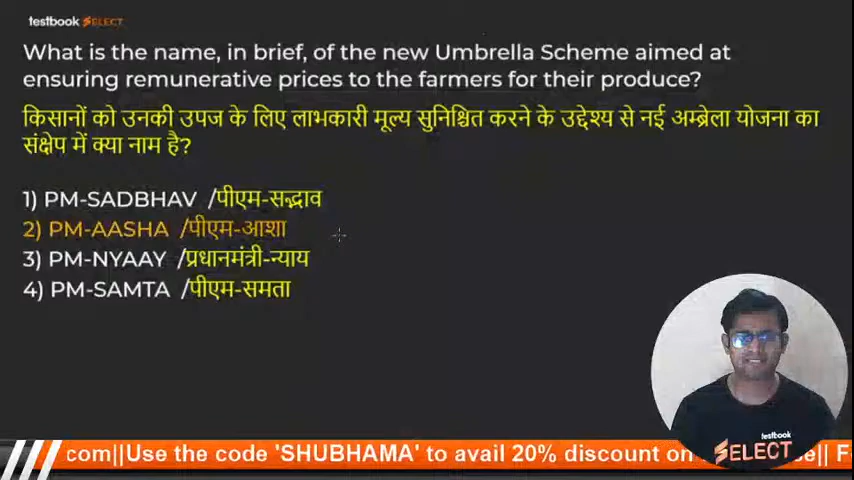 testbook SELECT
What is the name, in brief, of the new Umbrella Scheme aimed at
ensuring remunerative prices to the farmers for their produce?
किसानों को उनकी उपज के लिए लाभकारी मूल्य सुनिश्चित करने के उद्देश्य से नई अम्ब्रेला योजना का
संक्षेप में क्या नाम है?
1) PM-SADBHAV /पीएम-सद्भाव
2) PM-AASHA /पीएम-आशा
3) PM-NYAAY /प्रधानमंत्री-न्याय
4) PM-SAMTA /पीएम-समता
testbook
SELECT
com||Use the code 'SHUBHAMA' to avail 20% discount on